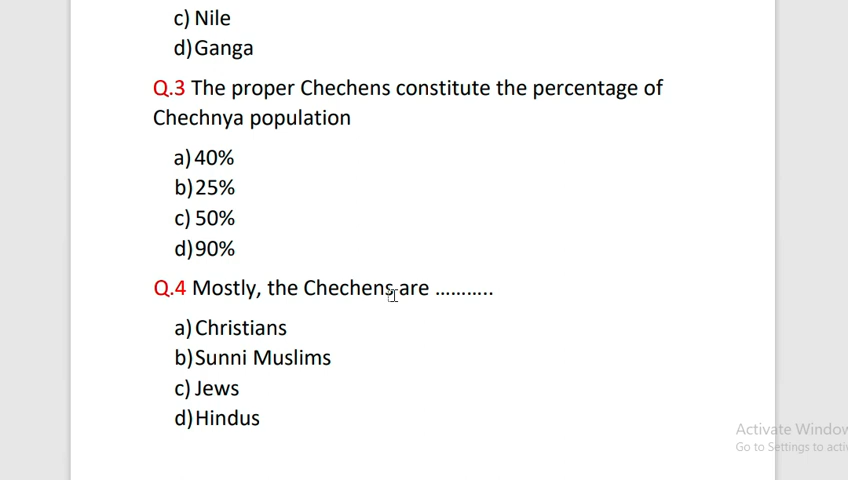 c) Nile
d) Ganga
Q.3 The proper Chechens constitute the percentage of
Chechnya population
a) 40%
b) 25%
c) 50%
d) 90%
Q.4 Mostly, the Chechens are ...........
a) Christians
b) Sunni Muslims
c) Jews
d) Hindus
Activate Window
Go to Settings to activ